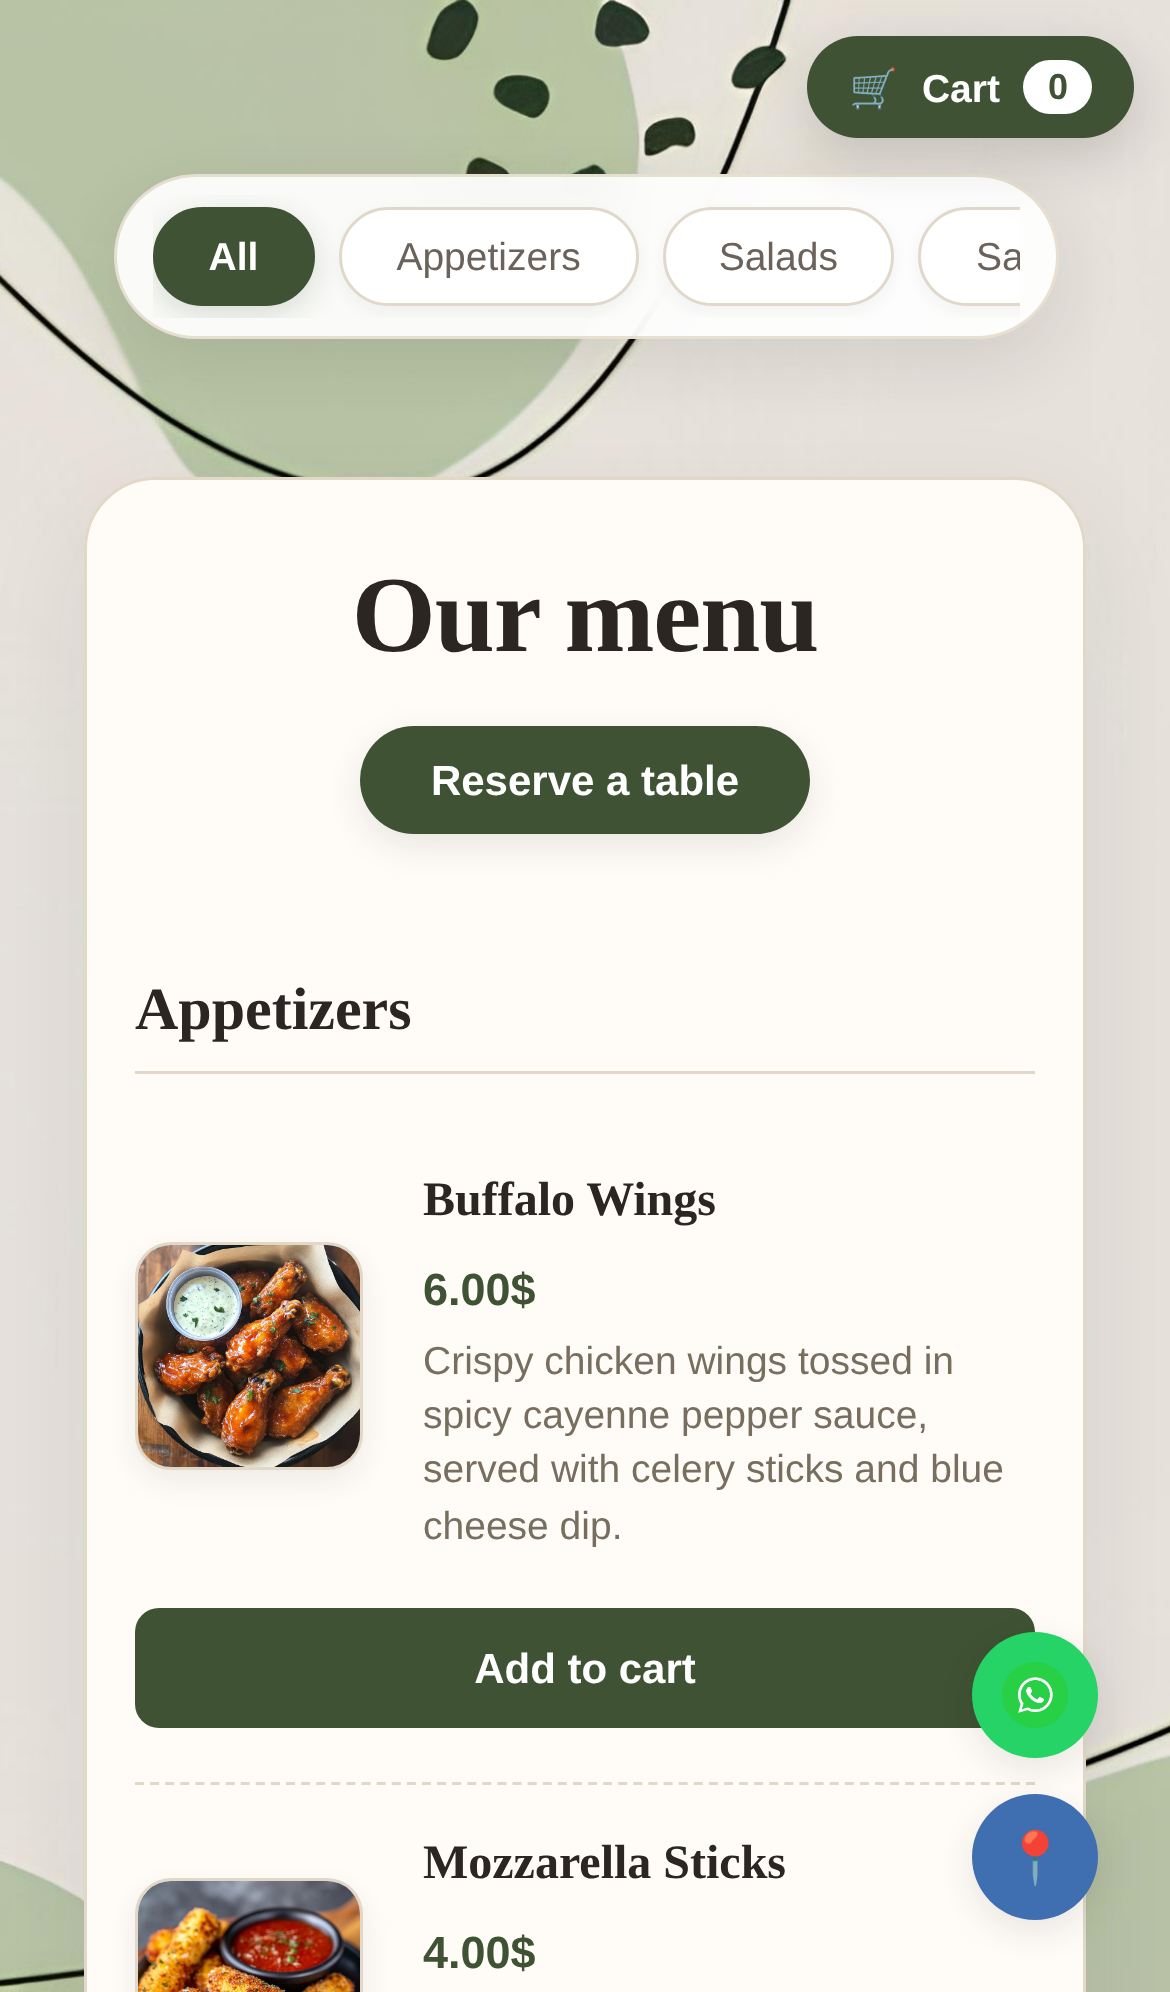 Cart 0
All Appetizers Salads Sa
Our menu
Reserve a table
Appetizers
Buffalo Wings
6.00$
Crispy chicken wings tossed in
spicy cayenne pepper sauce,
served with celery sticks and blue
cheese dip.
Add to cart
Mozzarella Sticks
4.00$